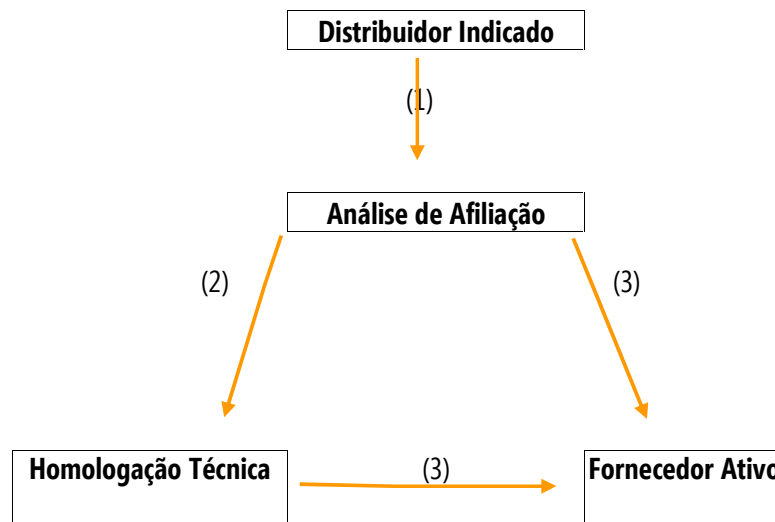 Distribuidor Indicado
(1)
Análise de Afiliação
(2)
(3)
Homologação Técnica
(3)
Fornecedor Ativo